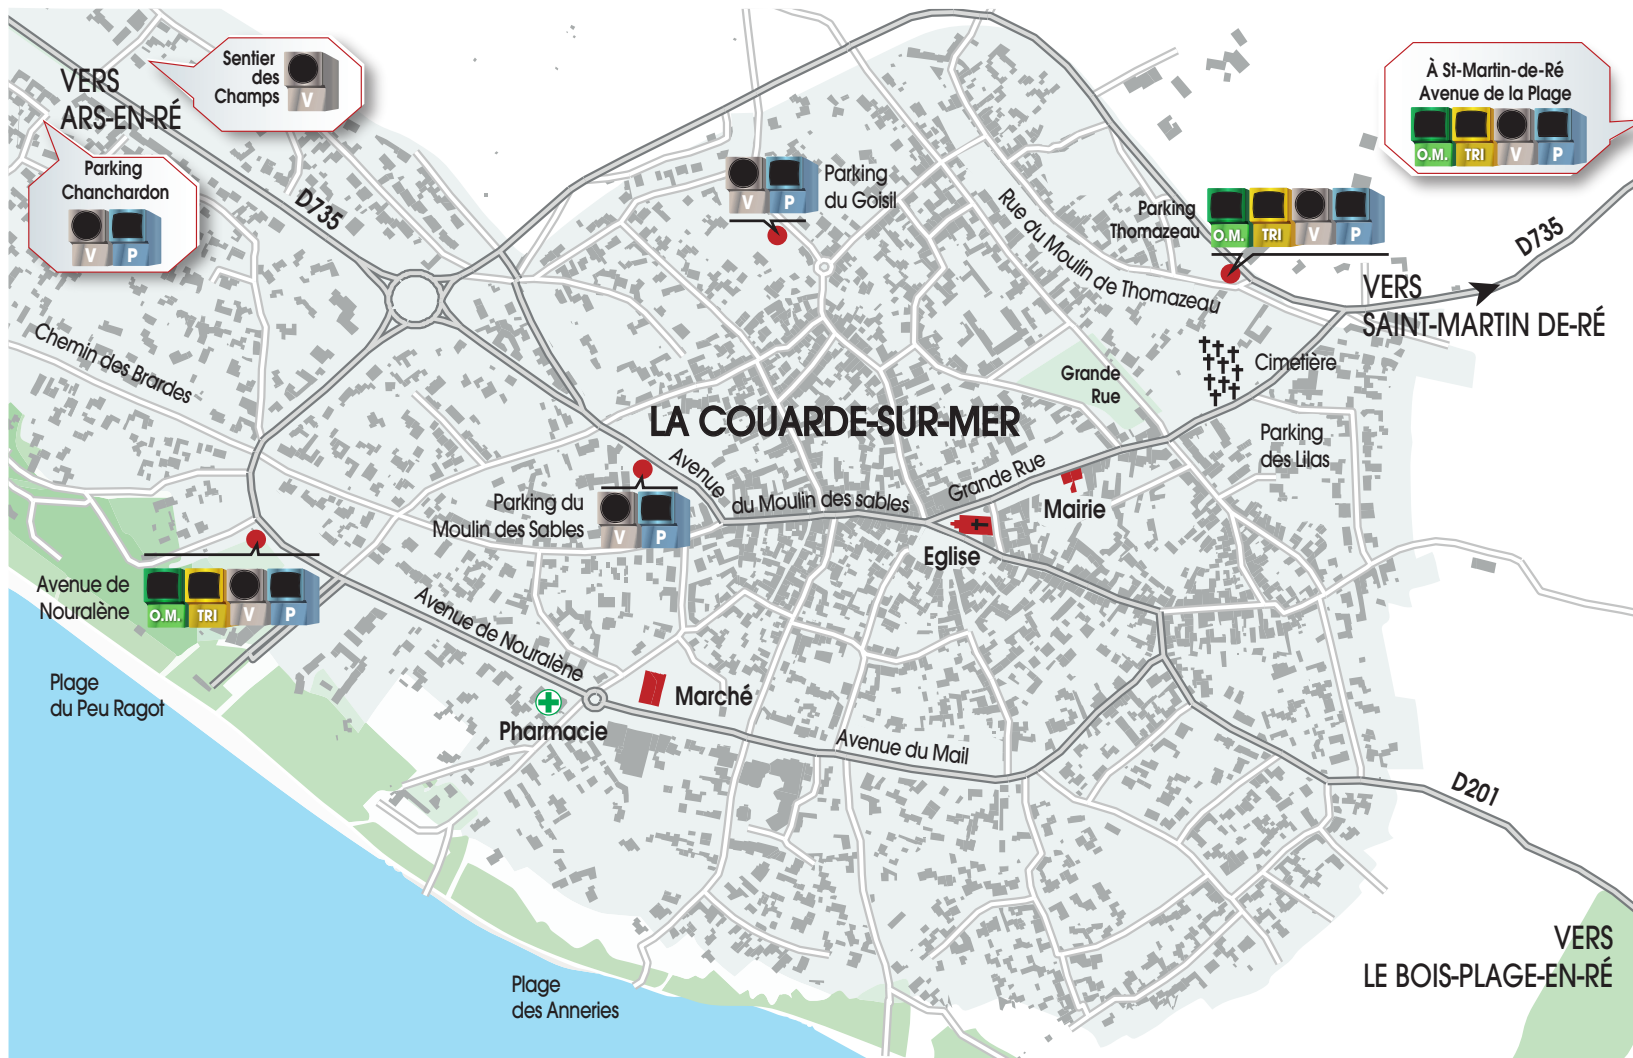 Sentier
des
Champs
V
VERS
ARS-EN-RÉ
Parking
Chanchardon
V P
D735
Parking
du Goisil
V P
À St-Martin-de-Ré
Avenue de la Plage
O.M. TRI V P
Parking
Thomazeau
O.M. TRI V P
D735
Rue du Moulin de Thomazeau
VERS
SAINT-MARTIN DE-RÉ
Chemin des Brardes
Cimetière
Grande
Rue
LA COUARDE-SUR-MER
Parking
des Lilas
Avenue
du Moulin des sables
Grande Rue
Mairie
Parking du
Moulin des Sables
V P
Eglise
Avenue de
Nouralène
O.M. TRI V P
Avenue de Nouralène
Plage
du Peu Ragot
Marché
Pharmacie
Avenue du Mail
D201
VERS
LE BOIS-PLAGE-EN-RÉ
Plage
des Anneries